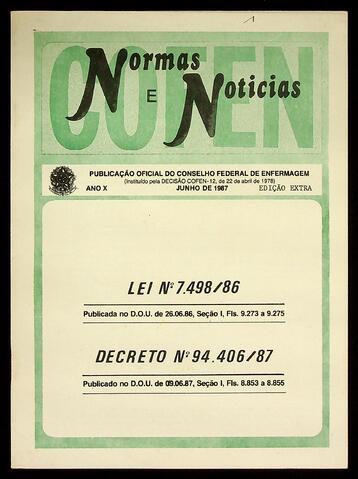 1
COFEN
Normas
E Noticias
PUBLICAÇÃO OFICIAL DO CONSELHO FEDERAL DE ENFERMAGEM
(Instituído pela DECISÃO COFEN-12, de 22 de abril de 1978)
ANO X JUNHO DE 1987 EDIÇÃO EXTRA
LEI Nº 7.498/86
Publicada no D.O.U. de 26.06.86, Seção I, Fls. 9.273 a 9.275
DECRETO Nº 94.406/87
Publicado no D.O.U. de 09.06.87, Seção I, Fls. 8.853 a 8.855